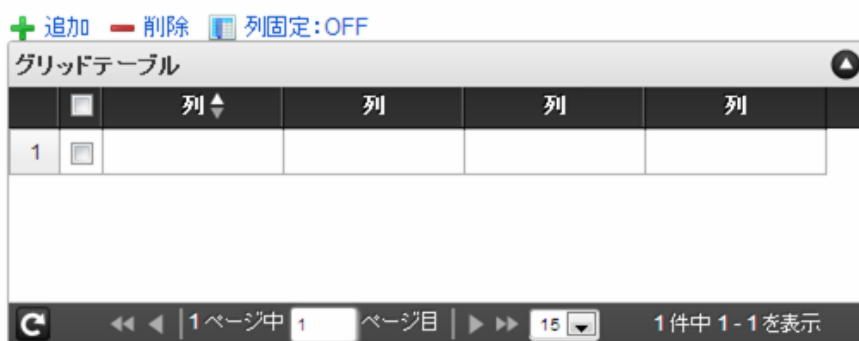 追加 削除 列固定:OFF
グリッドテーブル
列 列 列 列
1
1 ページ中 1 ページ目 15 1 件中 1 - 1 を表示